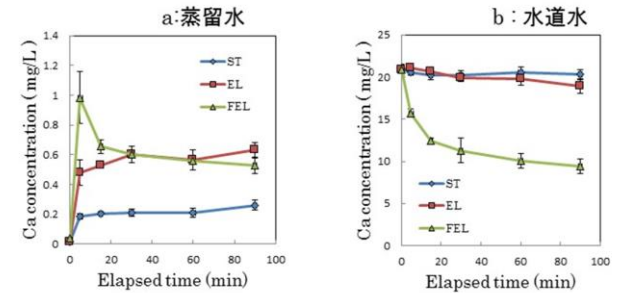 a:蒸留水
Ca concentration ( mg/L )
1.4
1.2
1
0.8
0.6
0.4
0.2
0
ST
EL
FEL
0 20 40 60 80 100
Elapsed time (min)
b：水道水
Ca concentration ( mg/L )
25
20
15
10
5
0
ST
EL
FEL
0 20 40 60 80 100
Elapsed time (min)